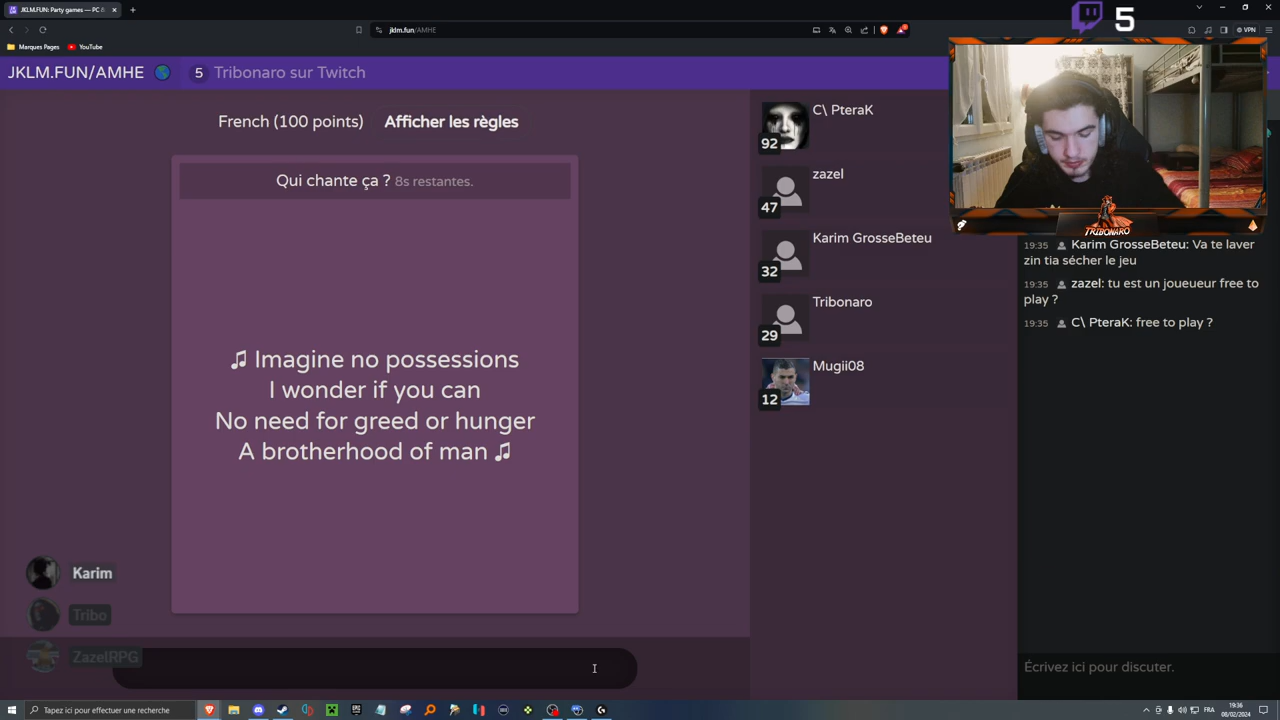 JKLM.FUN: Party games — PC &
jklm.fun/AMHE
VPN
Marques Pages
YouTube
5
JKLM.FUN/AMHE
5
Tribonaro sur Twitch
French (100 points)
Afficher les règles
Qui chante ça ? 8s restantes.
♫ Imagine no possessions
I wonder if you can
No need for greed or hunger
A brotherhood of man ♫
C\ PteraK
92
zazel
47
Karim GrosseBeteu
32
Tribonaro
29
Mugii08
12
TRIBONARO
19:35 Karim GrosseBeteu: Va te laver
zin tia sécher le jeu
19:35 zazel: tu est un joueueur free to
play ?
19:35 C\ PteraK: free to play ?
Karim
Tribo
ZazelRPG
Écrivez ici pour discuter.
Tapez ici pour effectuer une recherche
FRA
19:36
08/02/2024